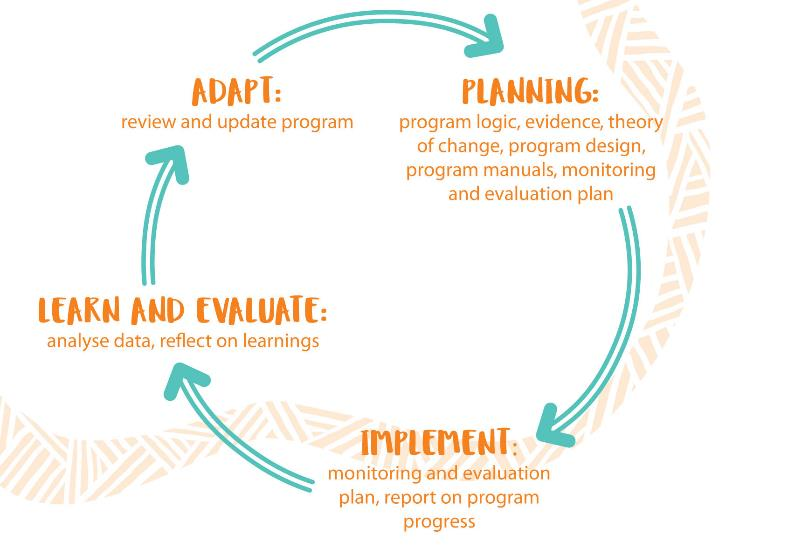 ADAPT:
review and update program
PLANNING:
program logic, evidence, theory
of change, program design,
program manuals, monitoring
and evaluation plan
LEARN AND EVALUATE:
analyse data, reflect on learnings
IMPLEMENT:
monitoring and evaluation
plan, report on program
progress